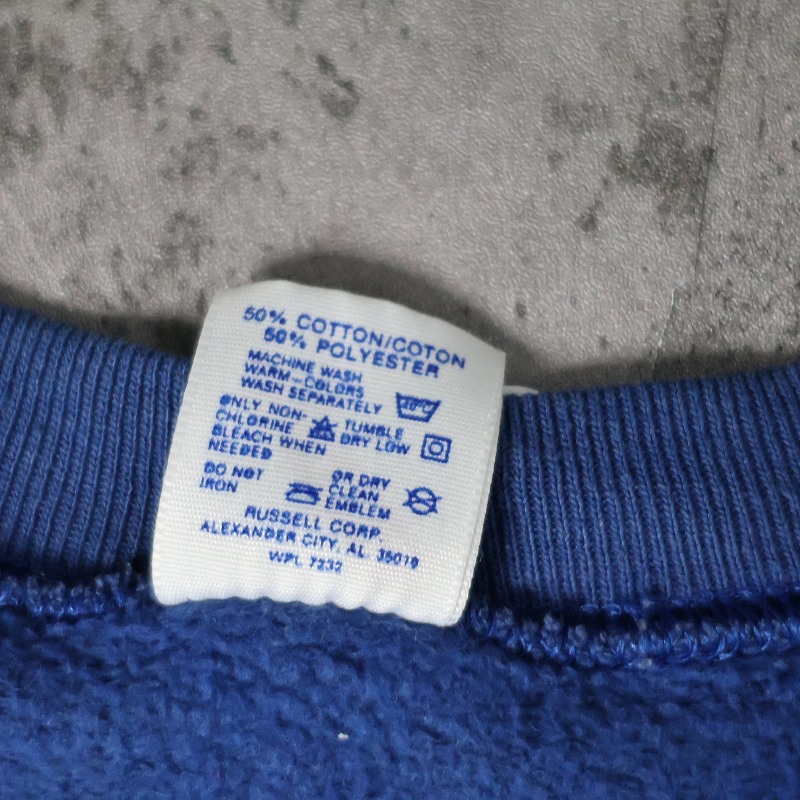 50% COTTON/COTON
50% POLYESTER
MACHINE WASH
WARM-COLORS
WASH SEPARATELY
ONLY NON-
CHLORINE
BLEACH WHEN
NEEDED
TUMBLE
DRY LOW
DO NOT
IRON
OR DRY
CLEAN
EMBLEM
RUSSELL CORP.
ALEXANDER CITY, AL 35010
WPL 7232